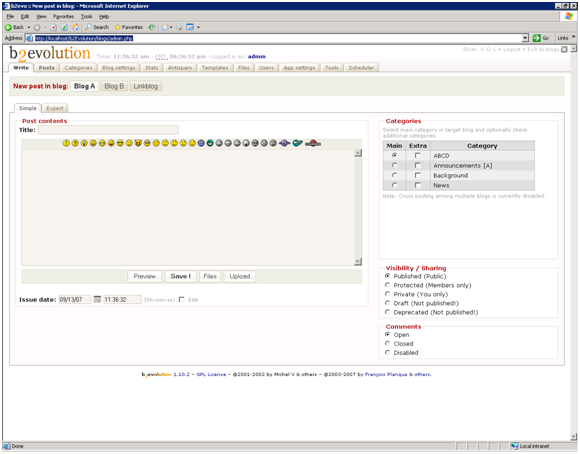 b2evo :: New post in blog: - Microsoft Internet Explorer
File Edit View Favorites Tools Help
Back Search Favorites
Address http://localhost/b2Evolution/blogs/admin.php Go Links
b2evolution Time: 11:36:32 am · GMT: 06:36:32 pm · Logged in as: admin
Style: V · D · L • Logout • Exit to blogs
Write Posts Categories Blog settings Stats Antispam Templates Files Users App settings Tools Scheduler
New post in blog: Blog A Blog B Linkblog
Simple Expert
Post contents
Title:
Preview Save ! Files Upload
Issue date: 09/13/07 11:36:32 (hh:mm:ss) Edit
Categories
Select main category in target blog and optionally check
additional categories
Main Extra Category
ABCD
Announcements [A]
Background
News
Note: Cross posting among multiple blogs is currently disabled.
Visibility / Sharing
Published (Public)
Protected (Members only)
Private (You only)
Draft (Not published!)
Deprecated (Not published!)
Comments
Open
Closed
Disabled
b2evolution 1.10.2 – GPL License – ©2001-2002 by Michel V & others – ©2003-2007 by François Planque & others.
Done Local intranet